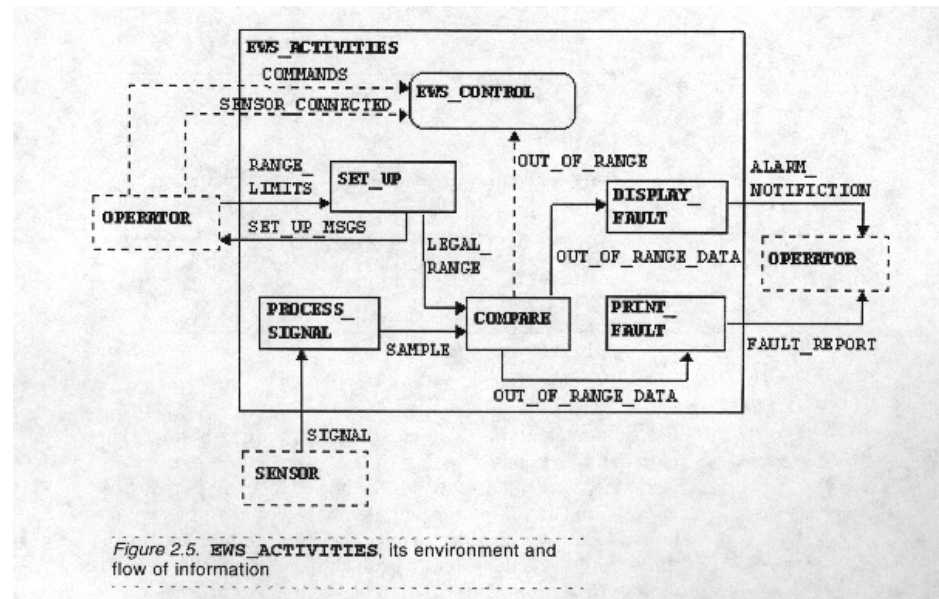 EWS_ACTIVITIES
COMMANDS
EWS_CONTROL
SENSOR_CONNECTED
OUT_OF_RANGE
ALARM_
NOTIFICTION
RANGE_
LIMITS
SET_UP
DISPLAY_
FAULT
OPERATOR
SET_UP_MSGS
LEGAL_
RANGE
OUT_OF_RANGE_DATA
OPERATOR
PROCESS_
SIGNAL
COMPARE
PRINT_
FAULT
SAMPLE
FAULT_REPORT
OUT_OF_RANGE_DATA
SIGNAL
SENSOR
Figure 2.5. EWS_ACTIVITIES, its environment and
flow of information